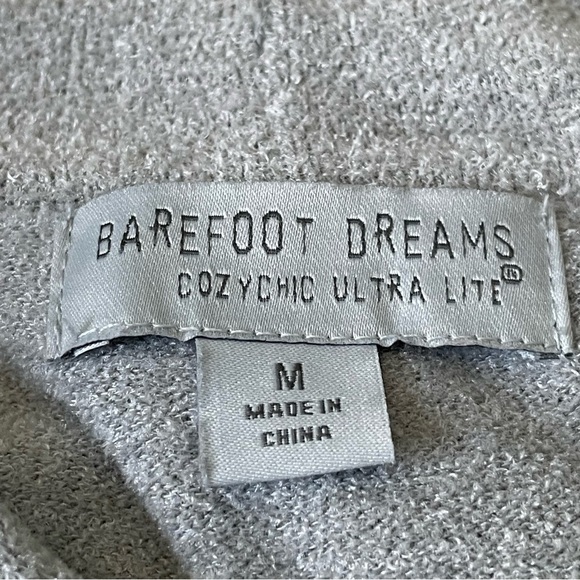 BAREFOOT DREAMS
COZYCHIC ULTRA LITE®
M
MADE IN
CHINA